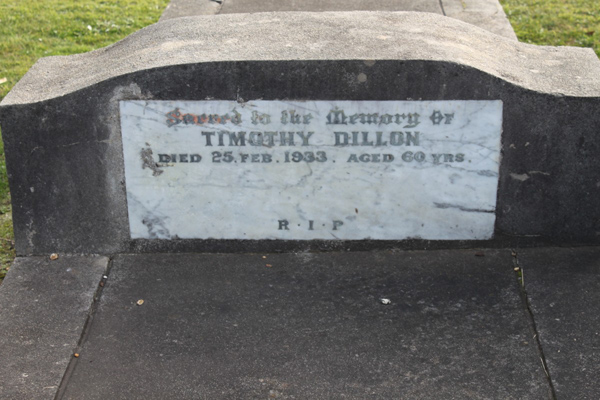 Sacred to the Memory Of
TIMOTHY DILLON
DIED 25. FEB. 1933. AGED 60 YRS.
R · I · P